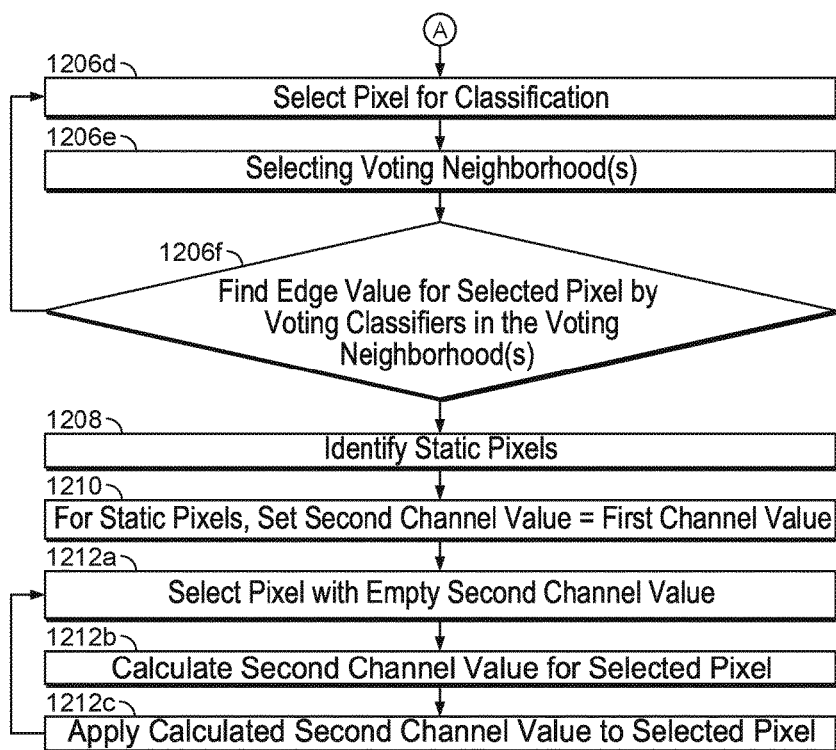 A
1206d
Select Pixel for Classification
1206e
Selecting Voting Neighborhood(s)
1206f
Find Edge Value for Selected Pixel by
Voting Classifiers in the Voting
Neighborhood(s)
1208
Identify Static Pixels
1210
For Static Pixels, Set Second Channel Value = First Channel Value
1212a
Select Pixel with Empty Second Channel Value
1212b
Calculate Second Channel Value for Selected Pixel
1212c
Apply Calculated Second Channel Value to Selected Pixel